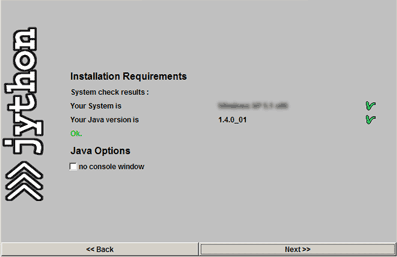 jython
Installation Requirements
System check results :
Your System is
Your Java version is 1.4.0_01
Ok.
Java Options
no console window
<< Back Next >>